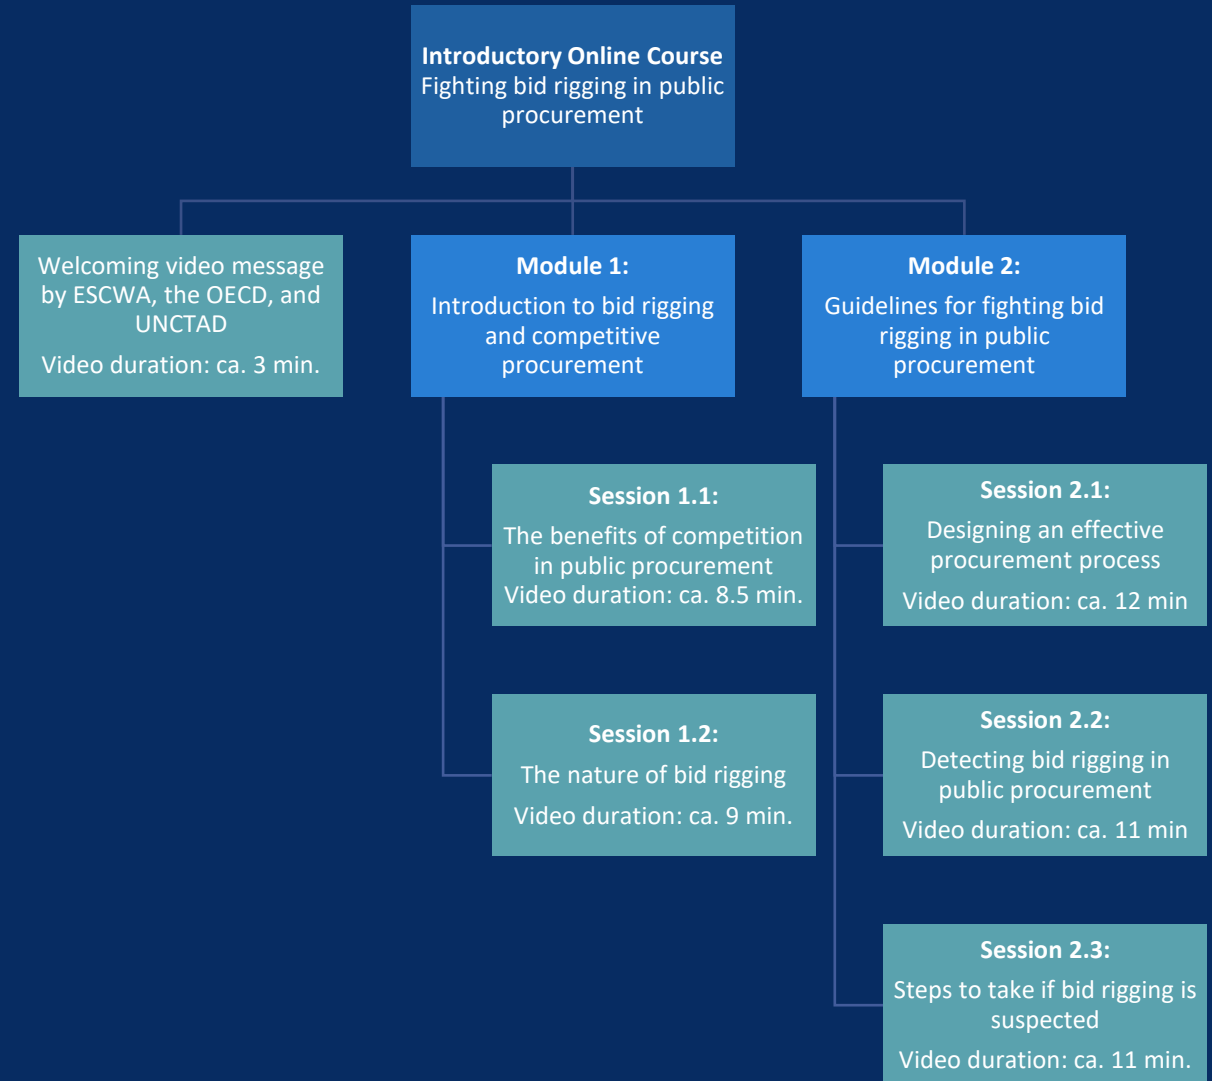 Introductory Online Course
Fighting bid rigging in public
procurement
Welcoming video message
by ESCWA, the OECD, and
UNCTAD
Video duration: ca. 3 min.
Module 1:
Introduction to bid rigging
and competitive
procurement
Session 1.1:
The benefits of competition
in public procurement
Video duration: ca. 8.5 min.
Session 1.2:
The nature of bid rigging
Video duration: ca. 9 min.
Module 2:
Guidelines for fighting bid
rigging in public
procurement
Session 2.1:
Designing an effective
procurement process
Video duration: ca. 12 min
Session 2.2:
Detecting bid rigging in
public procurement
Video duration: ca. 11 min
Session 2.3:
Steps to take if bid rigging is
suspected
Video duration: ca. 11 min.